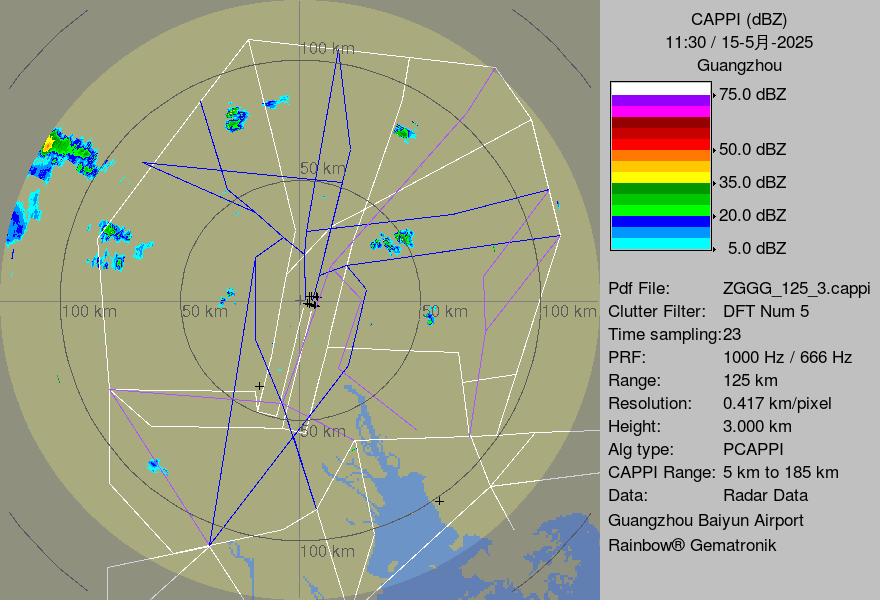 100 km
50 km
100 km
50 km
50 km
100 km
50 km
100 km
CAPPI (dBZ)
11:30 / 15-5月-2025
Guangzhou
75.0 dBZ
50.0 dBZ
35.0 dBZ
20.0 dBZ
5.0 dBZ
Pdf File: ZGGG_125_3.cappi
Clutter Filter: DFT Num 5
Time sampling:23
PRF: 1000 Hz / 666 Hz
Range: 125 km
Resolution: 0.417 km/pixel
Height: 3.000 km
Alg type: PCAPPI
CAPPI Range: 5 km to 185 km
Data: Radar Data
Guangzhou Baiyun Airport
Rainbow® Gematronik